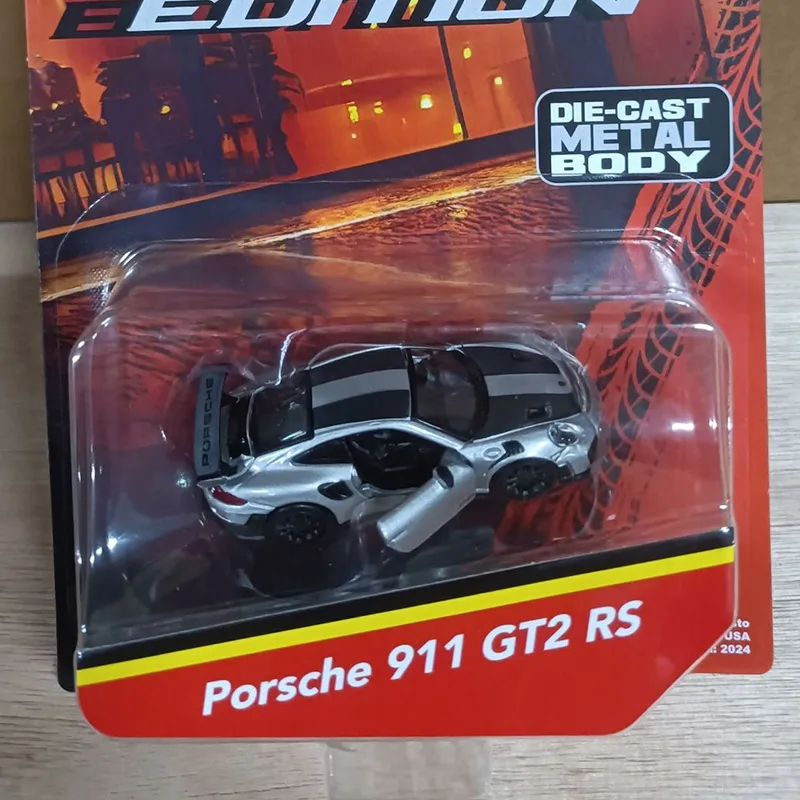 EDITION
DIE-CAST
METAL
BODY
PORSCHE
Porsche 911 GT2 RS
USA
2024